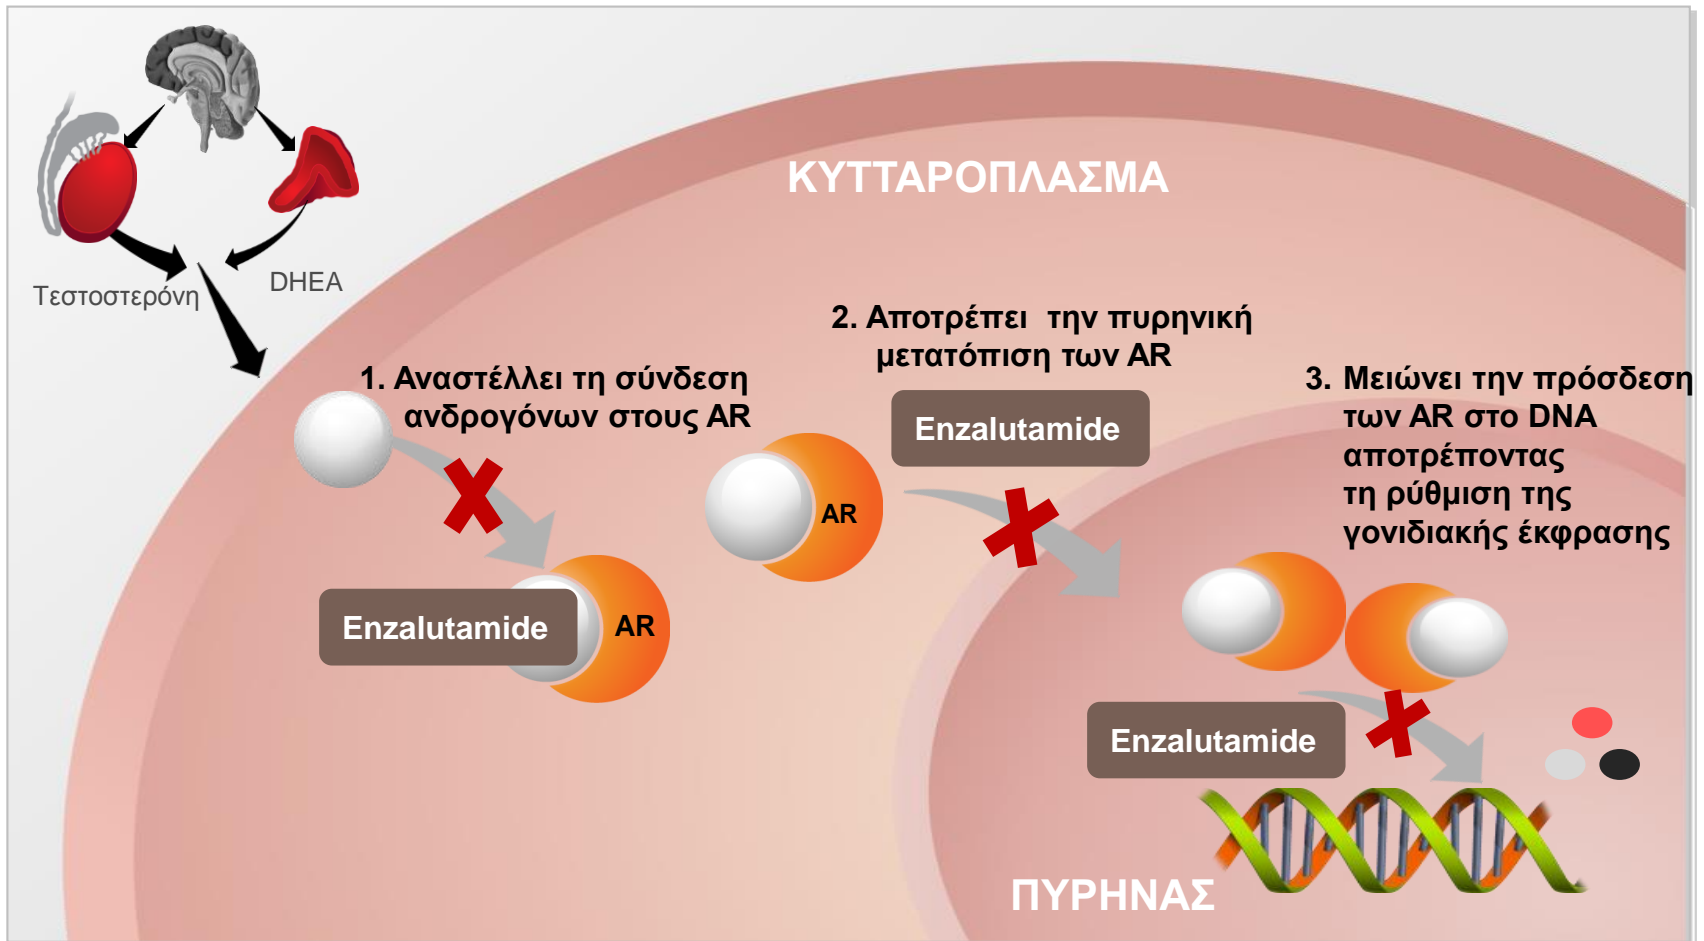 ΚΥΤΤΑΡΟΠΛΑΣΜΑ
Τεστοστερόνη
DHEA
1. Αναστέλλει τη σύνδεση
ανδρογόνων στους AR
Enzalutamide
AR
2. Αποτρέπει την πυρηνική
μετατόπιση των AR
Enzalutamide
AR
3. Μειώνει την πρόσδεση
των AR στο DNA
αποτρέποντας
τη ρύθμιση της
γονιδιακής έκφρασης
Enzalutamide
ΠΥΡΗΝΑΣ